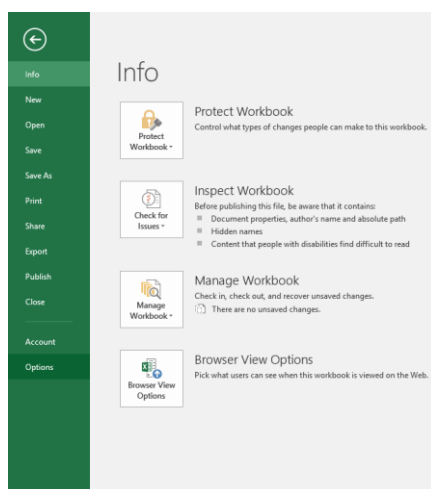 Info
New
Open
Save
Save As
Print
Share
Export
Publish
Close
Account
Options
Info
Protect Workbook
Protect Workbook
Control what types of changes people can make to this workbook.
Check for Issues
Inspect Workbook
Before publishing this file, be aware that it contains:
Document properties, author's name and absolute path
Hidden names
Content that people with disabilities find difficult to read
Manage Workbook
Manage Workbook
Check in, check out, and recover unsaved changes.
There are no unsaved changes.
Browser View Options
Browser View Options
Pick what users can see when this workbook is viewed on the Web.